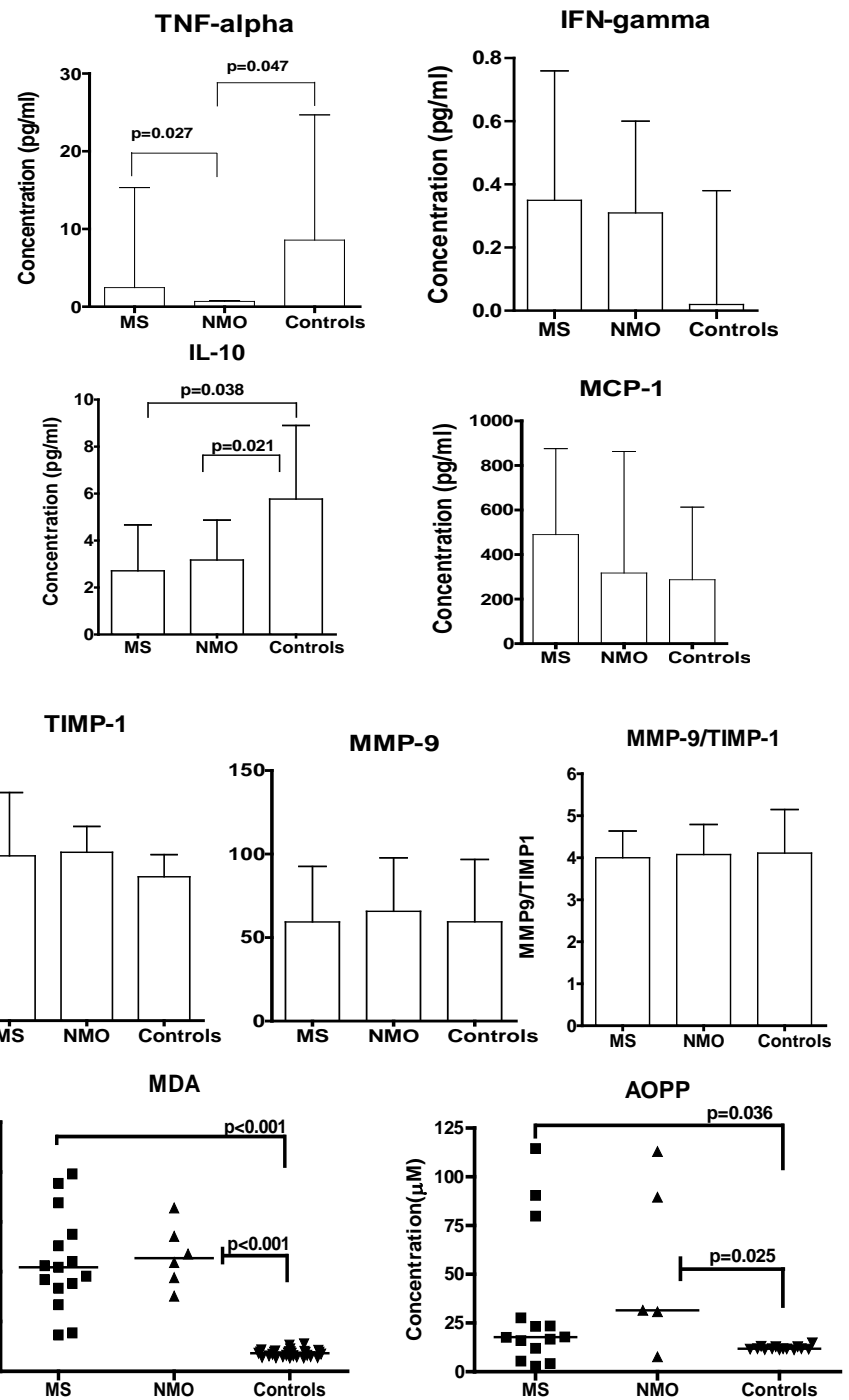 TNF-alpha
Concentration (pg/ml)
30
20
10
0
p=0.027
p=0.047
MS NMO Controls
IFN-gamma
Concentration (pg/ml)
0.8
0.6
0.4
0.2
0.0
MS NMO Controls
IL-10
Concentration (pg/ml)
10
8
6
4
2
0
p=0.038
p=0.021
MS NMO Controls
MCP-1
Concentration (pg/ml)
1000
800
600
400
200
0
MS NMO Controls
TIMP-1
MS NMO Controls
MMP-9
150
100
50
0
MS NMO Controls
MMP-9/TIMP-1
MMP9/TIMP1
6
5
4
3
2
1
0
MS NMO Controls
MDA
p<0.001
p<0.001
MS NMO Controls
AOPP
Concentration(μM)
125
100
75
50
25
0
p=0.036
p=0.025
MS NMO Controls